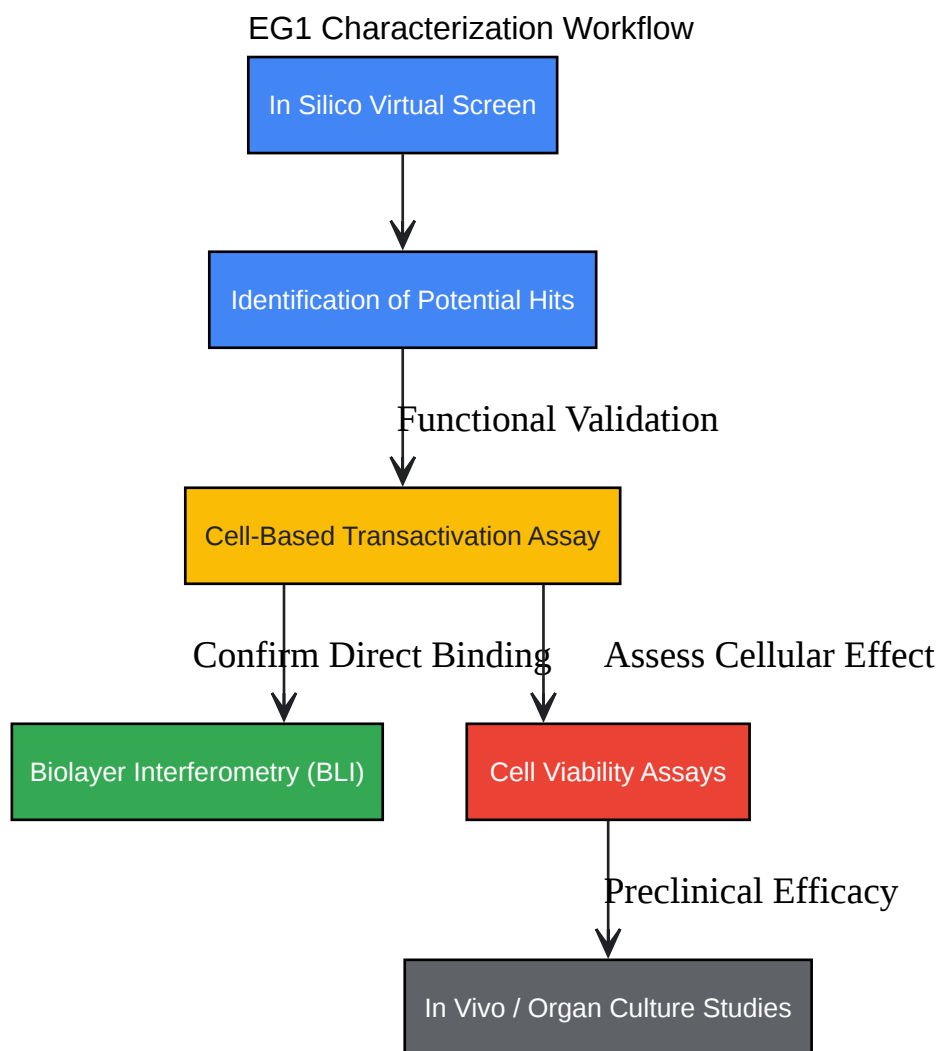 EG1 Characterization Workflow
In Silico Virtual Screen
Identification of Potential Hits
Functional Validation
Cell-Based Transactivation Assay
Confirm Direct Binding
Assess Cellular Effect
Biolayer Interferometry (BLI)
Cell Viability Assays
Preclinical Efficacy
In Vivo / Organ Culture Studies